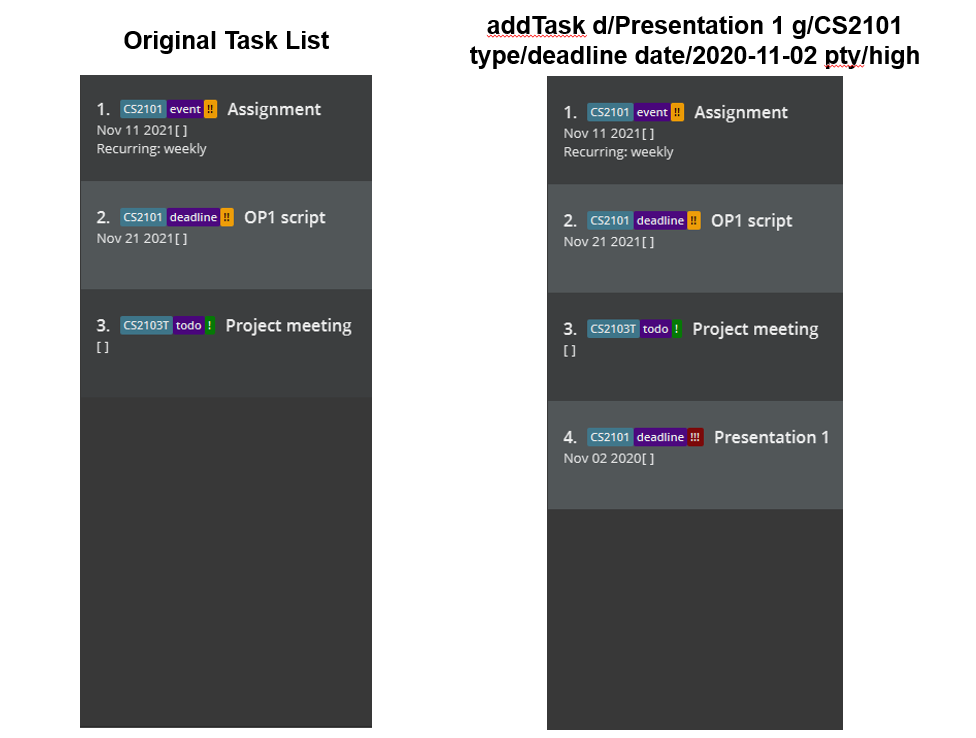 Original Task List
1. CS2101 event !! Assignment
Nov 11 2021[ ]
Recurring: weekly
2. CS2101 deadline !! OP1 script
Nov 21 2021[ ]
3. CS2103T todo ! Project meeting
[ ]
addTask d/Presentation 1 g/CS2101
type/deadline date/2020-11-02 pty/high
1. CS2101 event !! Assignment
Nov 11 2021[ ]
Recurring: weekly
2. CS2101 deadline !! OP1 script
Nov 21 2021[ ]
3. CS2103T todo ! Project meeting
[ ]
4. CS2101 deadline !!! Presentation 1
Nov 02 2020[ ]